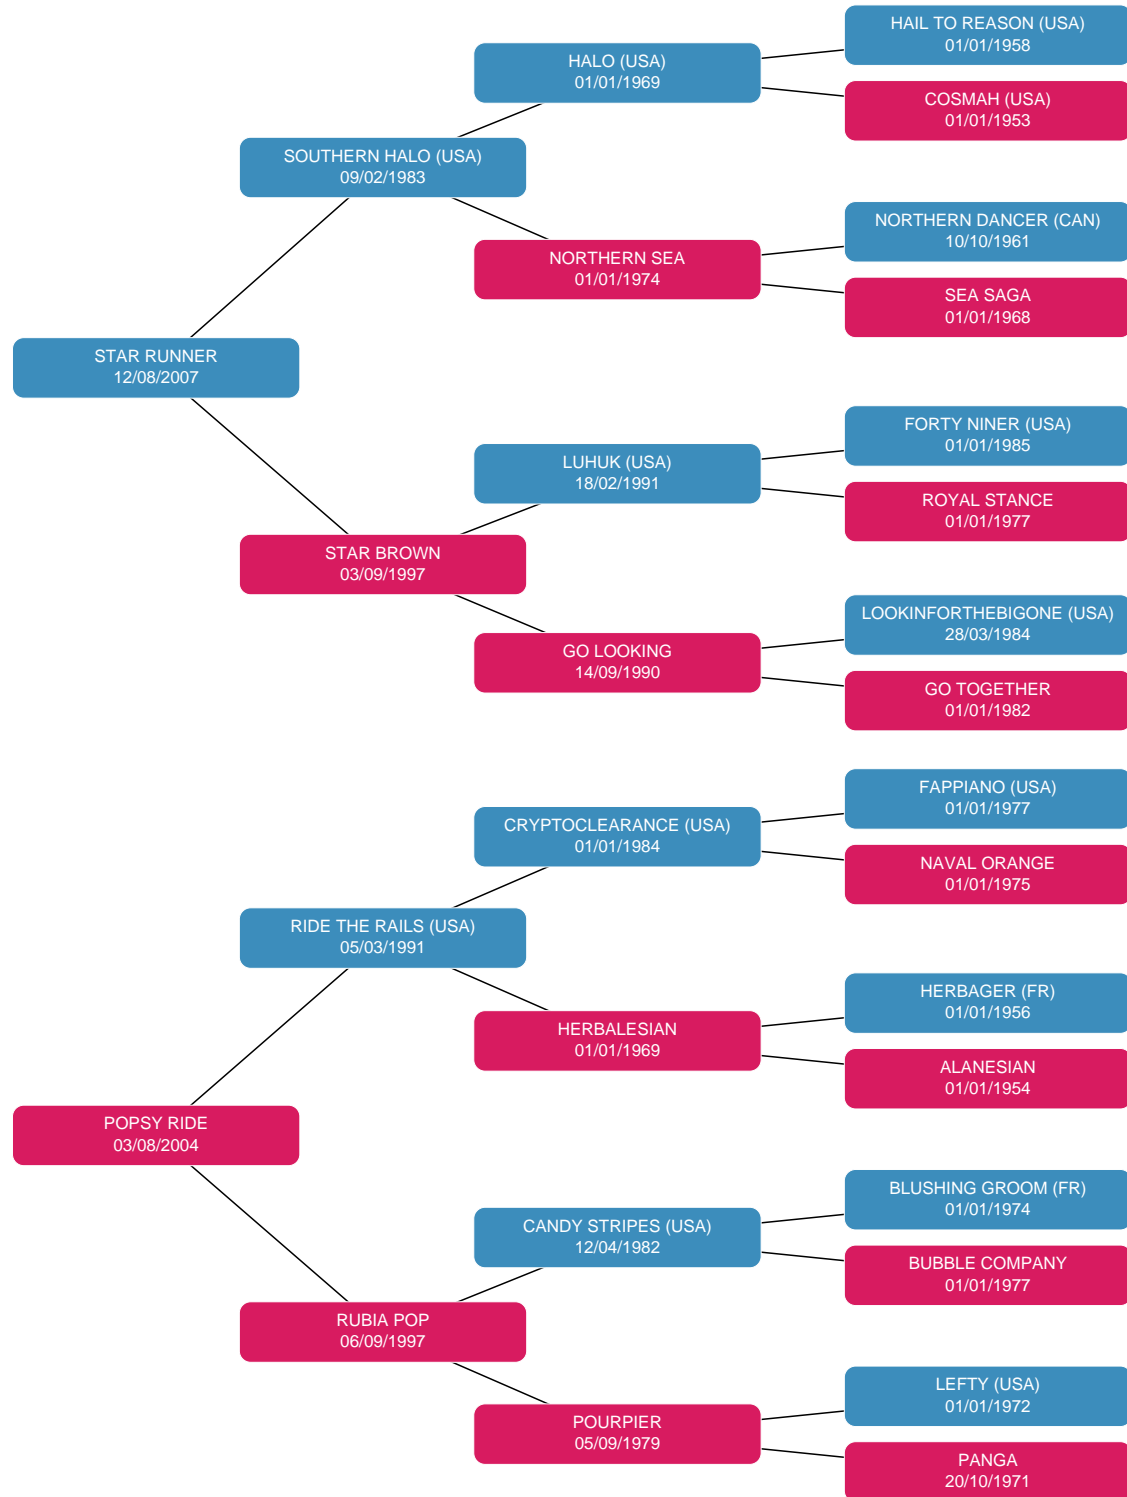 HAIL TO REASON (USA)
01/01/1958
HALO (USA)
01/01/1969
COSMAH (USA)
01/01/1953
SOUTHERN HALO (USA)
09/02/1983
NORTHERN DANCER (CAN)
10/10/1961
NORTHERN SEA
01/01/1974
SEA SAGA
01/01/1968
STAR RUNNER
12/08/2007
FORTY NINER (USA)
01/01/1985
LUHUK (USA)
18/02/1991
ROYAL STANCE
01/01/1977
STAR BROWN
03/09/1997
LOOKINFORTHEBIGONE (USA)
28/03/1984
GO LOOKING
14/09/1990
GO TOGETHER
01/01/1982
FAPPIANO (USA)
01/01/1977
CRYPTOCLEARANCE (USA)
01/01/1984
NAVAL ORANGE
01/01/1975
RIDE THE RAILS (USA)
05/03/1991
HERBAGER (FR)
01/01/1956
HERBALESIAN
01/01/1969
ALANESIAN
01/01/1954
POPSY RIDE
03/08/2004
BLUSHING GROOM (FR)
01/01/1974
CANDY STRIPES (USA)
12/04/1982
BUBBLE COMPANY
01/01/1977
RUBIA POP
06/09/1997
LEFTY (USA)
01/01/1972
POURPIER
05/09/1979
PANGA
20/10/1971